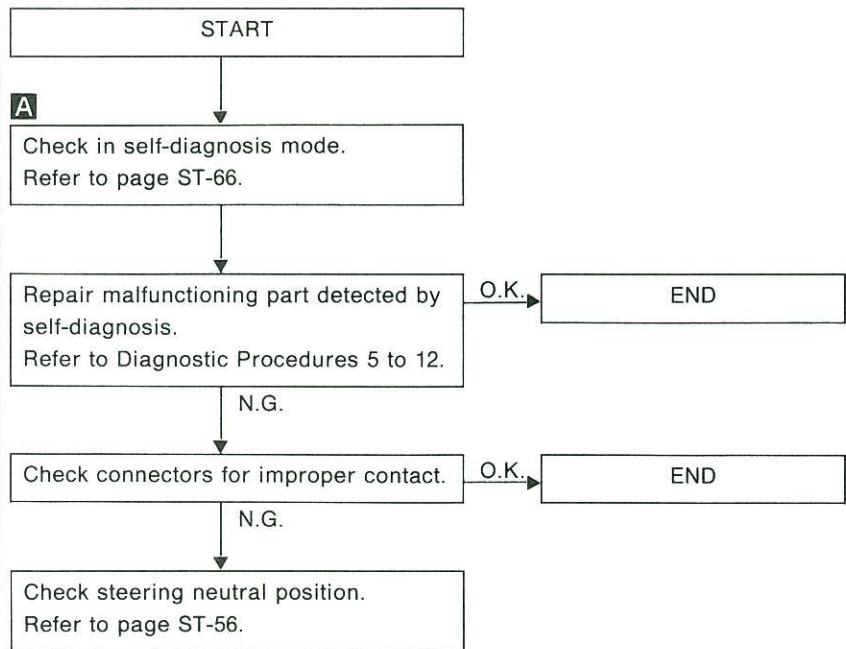 START
A
Check in self-diagnosis mode.
Refer to page ST-66.
Repair malfunctioning part detected by
self-diagnosis.
Refer to Diagnostic Procedures 5 to 12.
O.K.
END
N.G.
Check connectors for improper contact.
O.K.
END
N.G.
Check steering neutral position.
Refer to page ST-56.